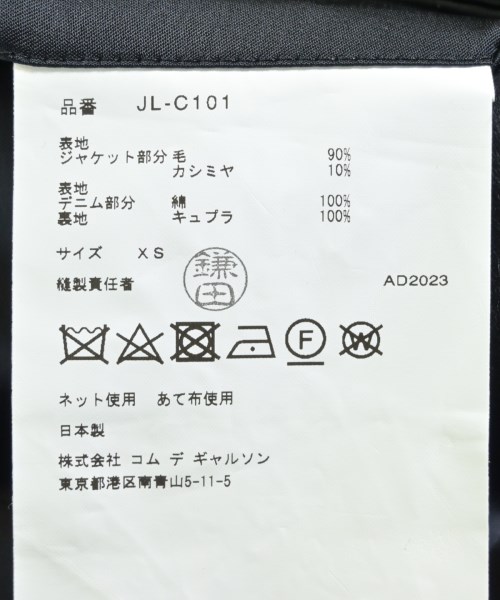 品番 JL-C101
表地
ジャケット部分 毛 90%
カシミヤ 10%
表地
デニム部分 綿 100%
裏地 キュプラ 100%
サイズ XS
縫製責任者 鎌田 AD2023
F W
ネット使用 あて布使用
日本製
株式会社 コム デ ギャルソン
東京都港区南青山5-11-5